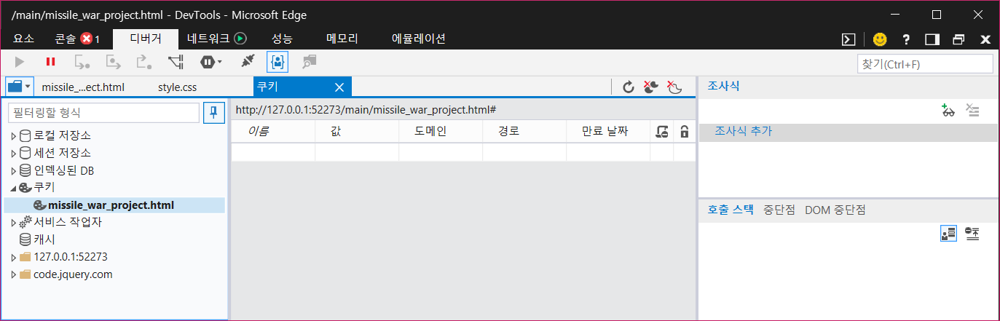 /main/missile_war_project.html - DevTools - Microsoft Edge
요소 콘솔 1 디버거 네트워크 성능 메모리 에뮬레이션 ?
찾기(Ctrl+F)
missile_...ect.html style.css 쿠키
조사식
필터링할 형식
http://127.0.0.1:52273/main/missile_war_project.html#
이름 값 도메인 경로 만료 날짜
조사식 추가
로컬 저장소
세션 저장소
인덱싱된 DB
쿠키
missile_war_project.html
서비스 작업자
캐시
127.0.0.1:52273
code.jquery.com
호출 스택 중단점 DOM 중단점